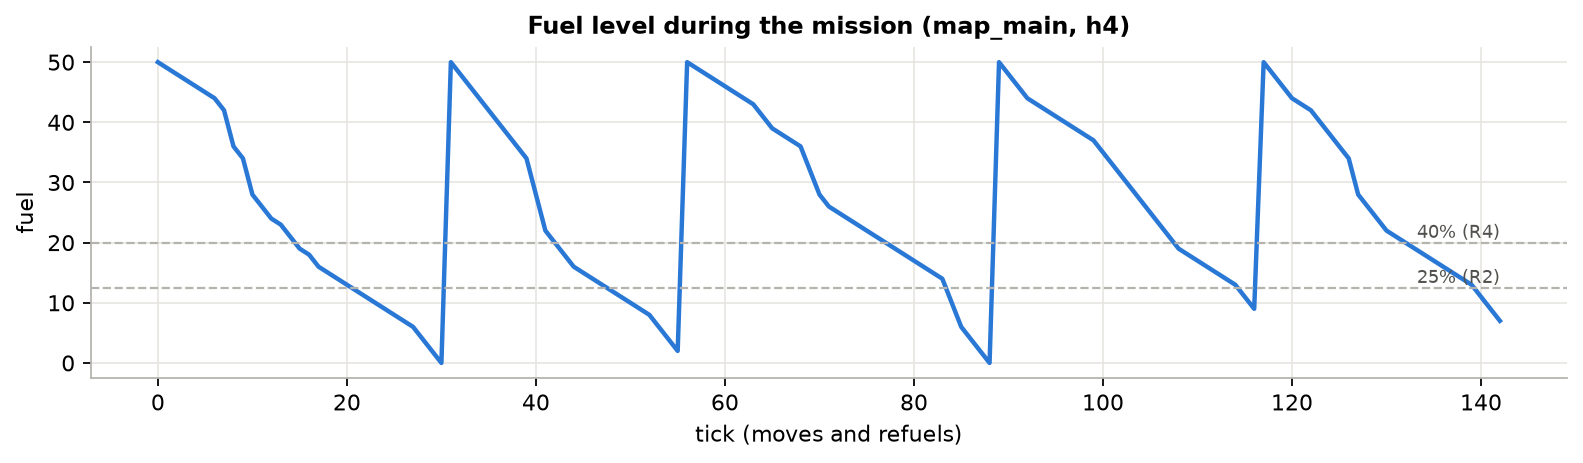 Fuel level during the mission (map_main, h4)
fuel
50
40
30
20
10
0
40% (R4)
25% (R2)
0 20 40 60 80 100 120 140
tick (moves and refuels)